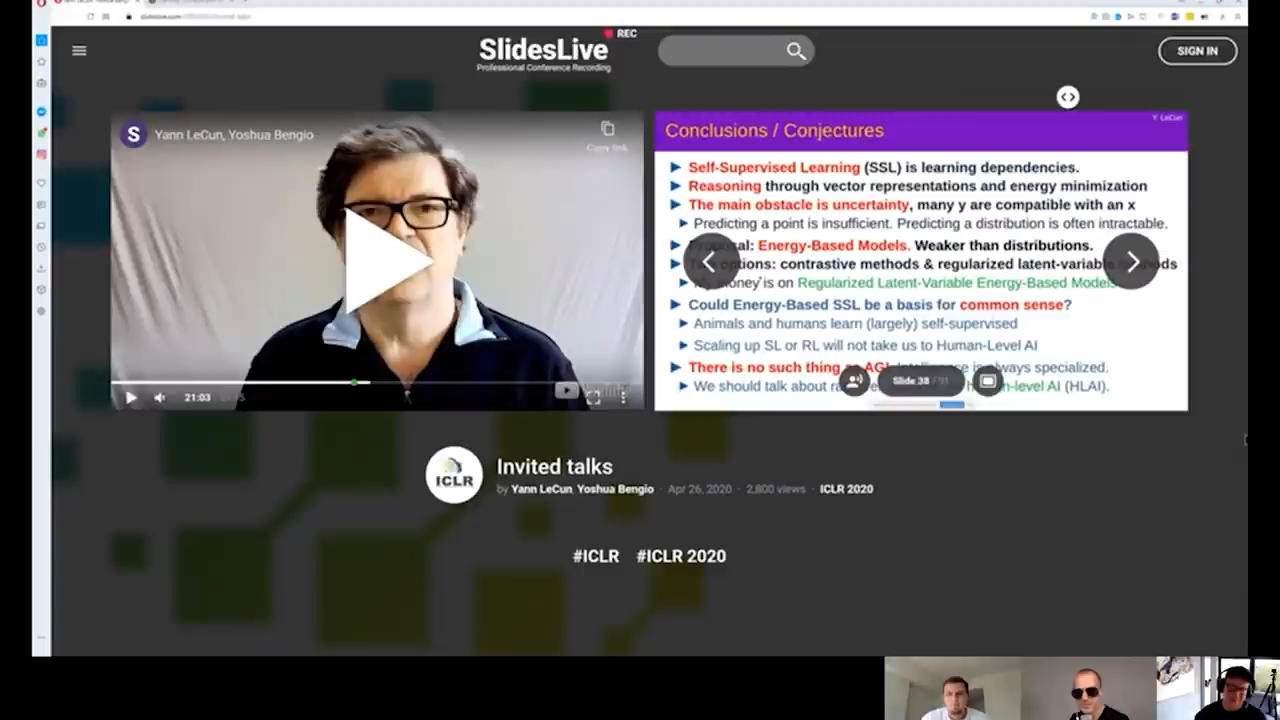 REC
SlidesLive
Professional Conference Recording
SIGN IN
S
Yann LeCun, Yoshua Bengio
Copy link
21:03
Y LeCun
Conclusions / Conjectures
Self-Supervised Learning (SSL) is learning dependencies.
Reasoning through vector representations and energy minimization
The main obstacle is uncertainty, many y are compatible with an x
Predicting a point is insufficient. Predicting a distribution is often intractable.
Energy-Based Models. Weaker than distributions.
options: contrastive methods & regularized latent-variable
money is on Regularized Latent-Variable Energy-Based Models
Could Energy-Based SSL be a basis for common sense?
Animals and humans learn (largely) self-supervised
Scaling up SL or RL will not take us to Human-Level AI
There is no such thing as AGI. Intelligence is always specialized.
Slide 38 / 91
We should talk about (HLAI).
ICLR
Invited talks
by Yann LeCun, Yoshua Bengio · Apr 26, 2020 · 2,800 views · ICLR 2020
#ICLR #ICLR 2020